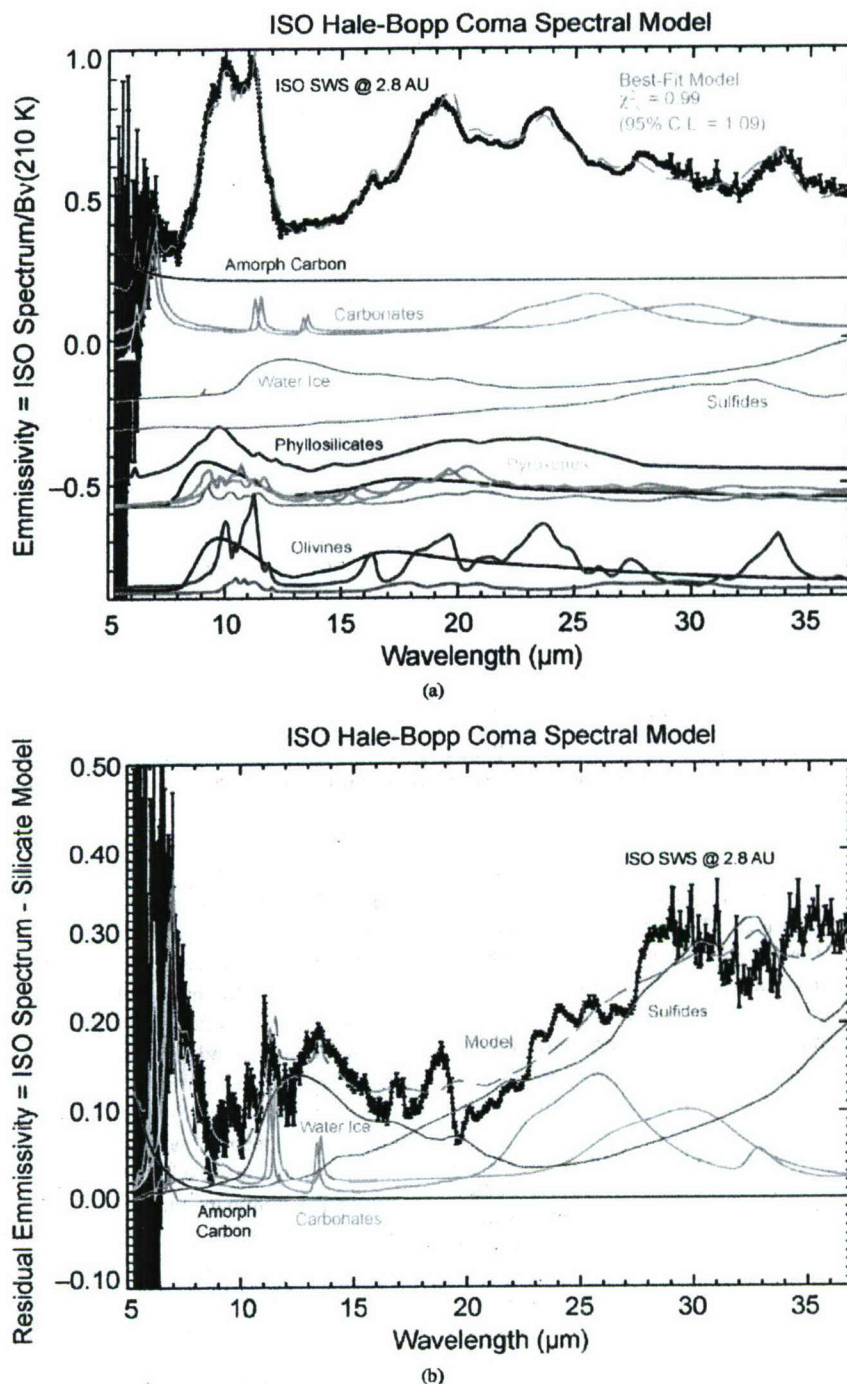 ISO Hale-Bopp Coma Spectral Model
1.0
0.5
0.0
−0.5
Emmissivity = ISO Spectrum/Bv(210 K)
ISO SWS @ 2.8 AU
Best-Fit Model
χ²ᵥ = 0.99
(95% C.L. = 1.09)
Amorph Carbon
Carbonates
Water Ice
Sulfides
Phyllosilicates
Pyroxenes
Olivines
5 10 15 20 25 30 35
Wavelength (µm)
(a)
ISO Hale-Bopp Coma Spectral Model
0.50
0.40
0.30
0.20
0.10
0.00
−0.10
Residual Emmissivity = ISO Spectrum - Silicate Model
ISO SWS @ 2.8 AU
Model
Sulfides
Water Ice
Amorph
Carbon
Carbonates
5 10 15 20 25 30 35
Wavelength (µm)
(b)